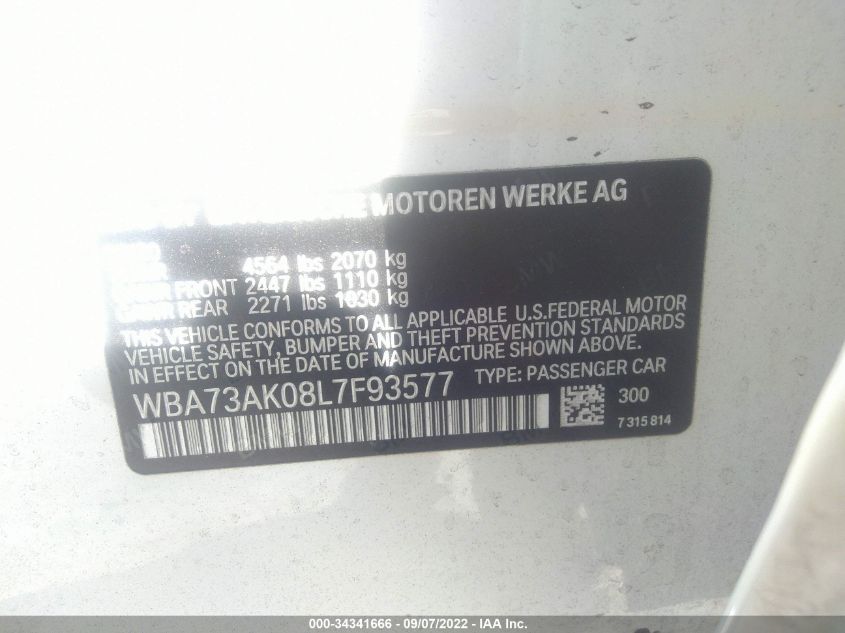 MOTOREN WERKE AG
4564 lbs 2070 kg
FRONT 2447 lbs 1110 kg
REAR 2271 lbs 1030 kg
THIS VEHICLE CONFORMS TO ALL APPLICABLE U.S.FEDERAL MOTOR
VEHICLE SAFETY, BUMPER AND THEFT PREVENTION STANDARDS
IN EFFECT ON THE DATE OF MANUFACTURE SHOWN ABOVE.
WBA73AK08L7F93577 TYPE: PASSENGER CAR
300
7315814
000-34341666 - 09/07/2022 - IAA Inc.